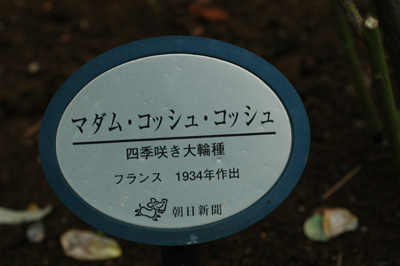 マダム・コッシュ・コッシュ
四季咲き大輪種
フランス 1934年作出
朝日新聞